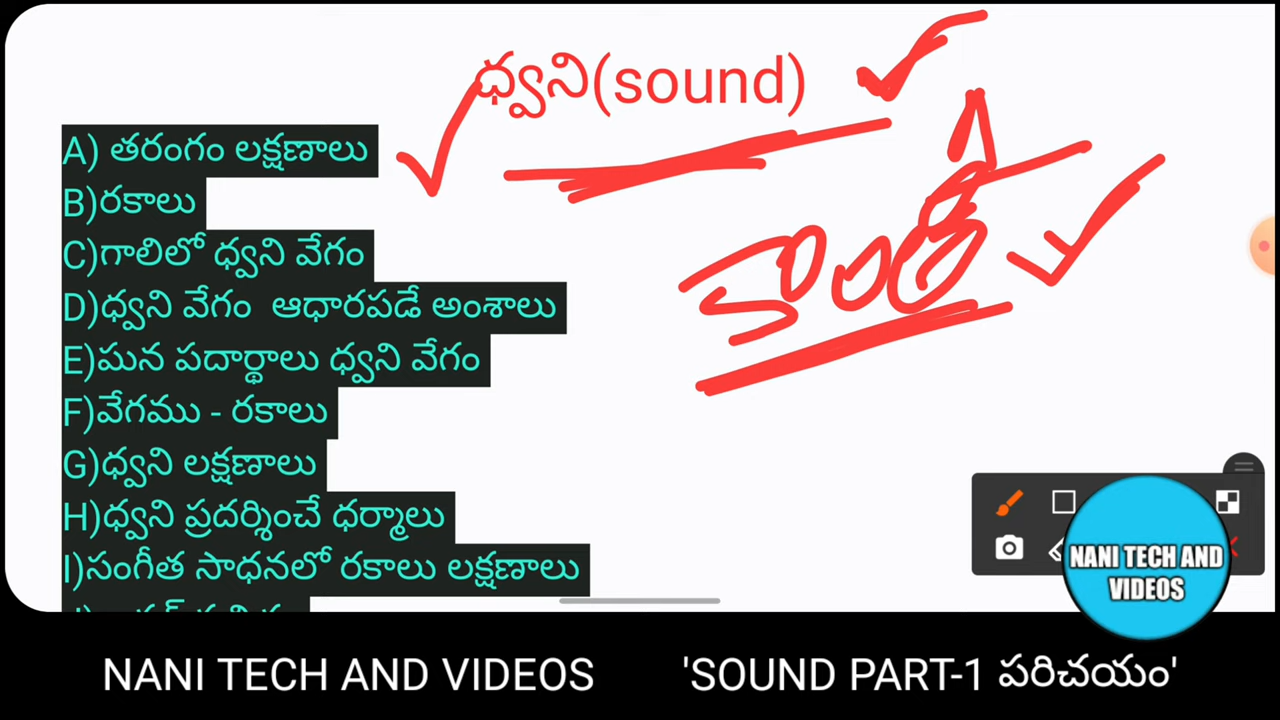 ధ్వని(sound)
కాంతి
A) తరంగం లక్షణాలు
B)రకాలు
C)గాలిలో ధ్వని వేగం
D)ధ్వని వేగం ఆధారపడే అంశాలు
E)ఘన పదార్థాలు ధ్వని వేగం
F)వేగము - రకాలు
G)ధ్వని లక్షణాలు
H)ధ్వని ప్రదర్శించే ధర్మాలు
I)సంగీత సాధనలో రకాలు లక్షణాలు
NANI TECH AND
VIDEOS
NANI TECH AND VIDEOS 'SOUND PART-1 పరిచయం'